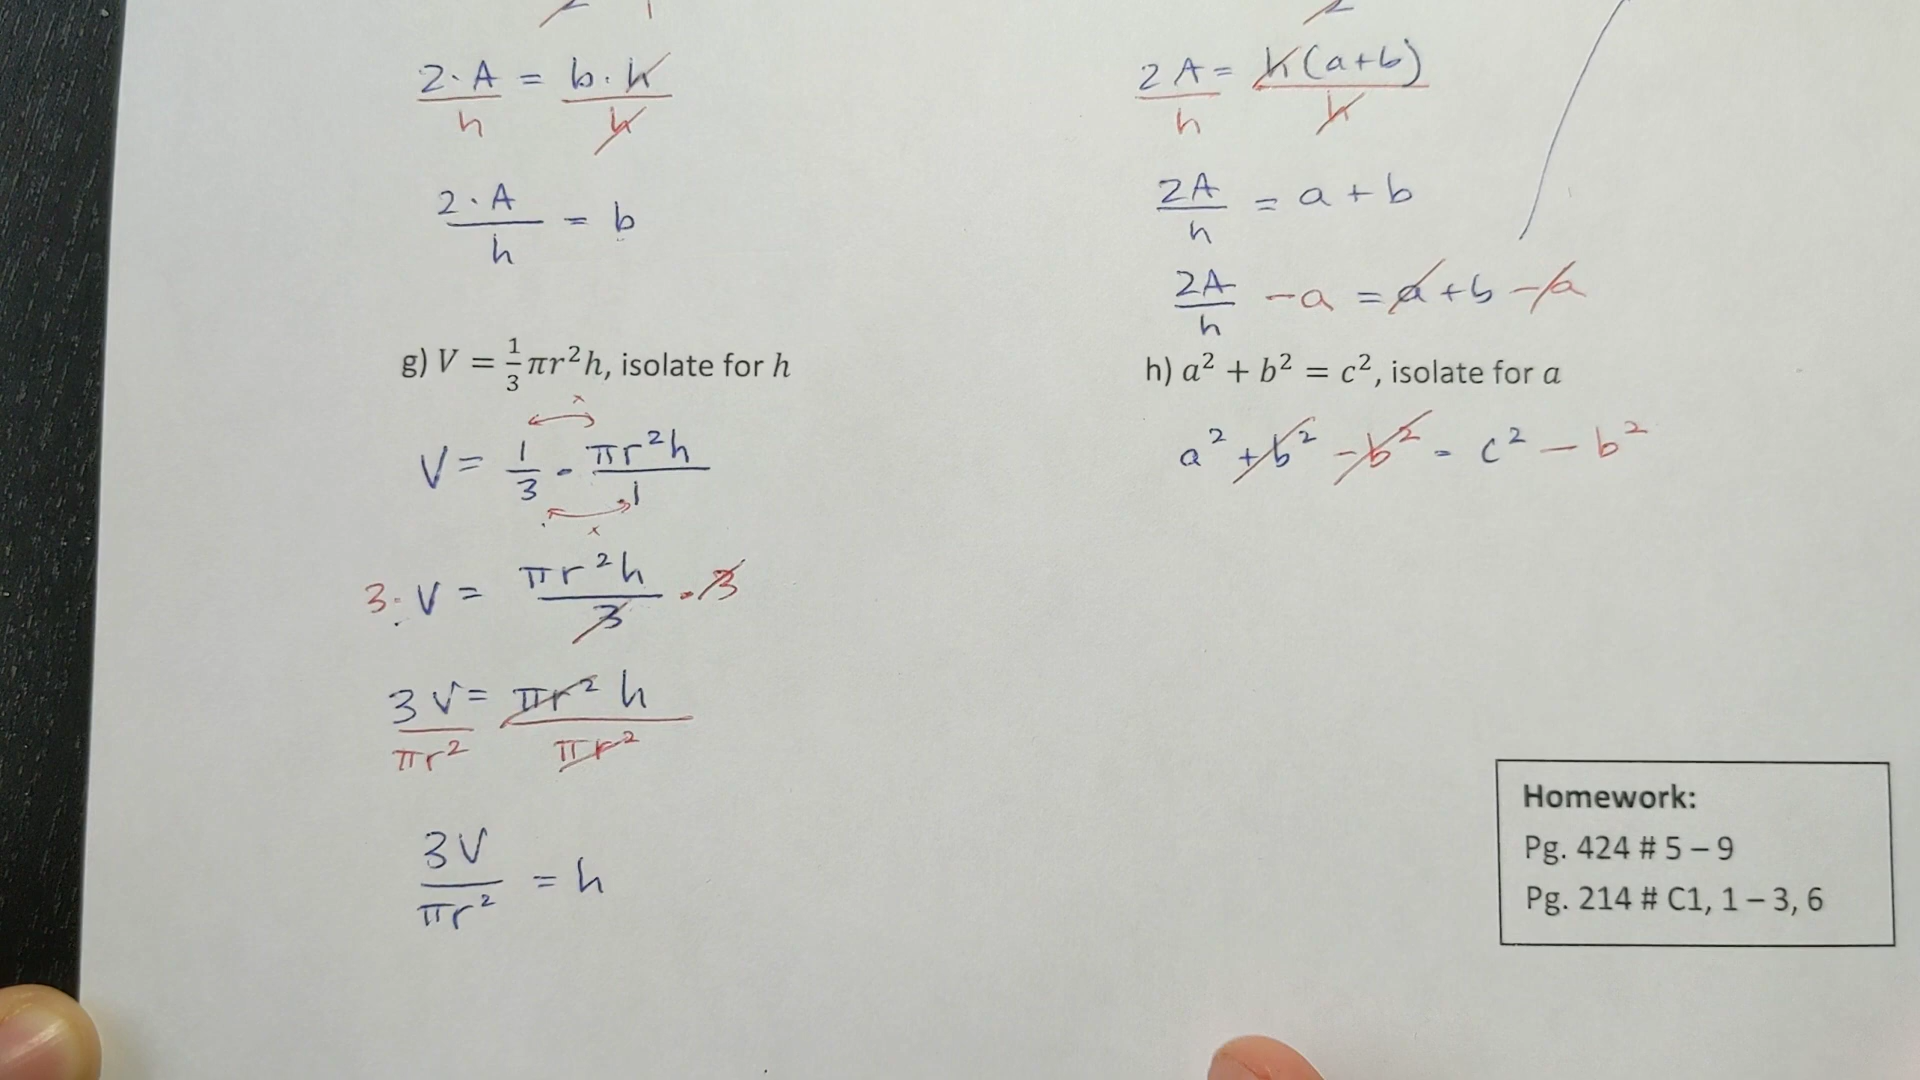 2·A = b·h
h h
2·A = b
h
g) V = 1/3 πr²h, isolate for h
x
V = 1/3 · πr²h/1
x
3·V = πr²h/3 ·3
3V = πr² h
πr² πr²
3V/πr² = h
2A = h(a+b)
h h
2A/h = a + b
2A/h -a = a+b-a
h) a² + b² = c², isolate for a
a² +b² -b² = c² - b²
Homework:
Pg. 424 # 5 – 9
Pg. 214 # C1, 1 – 3, 6